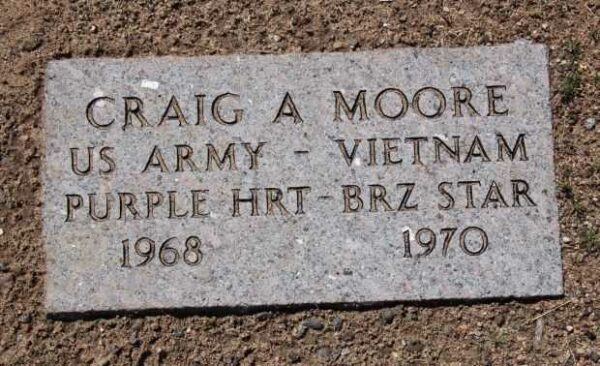 CRAIG A MOORE
US ARMY - VIETNAM
PURPLE HRT - BRZ STAR
1968 1970